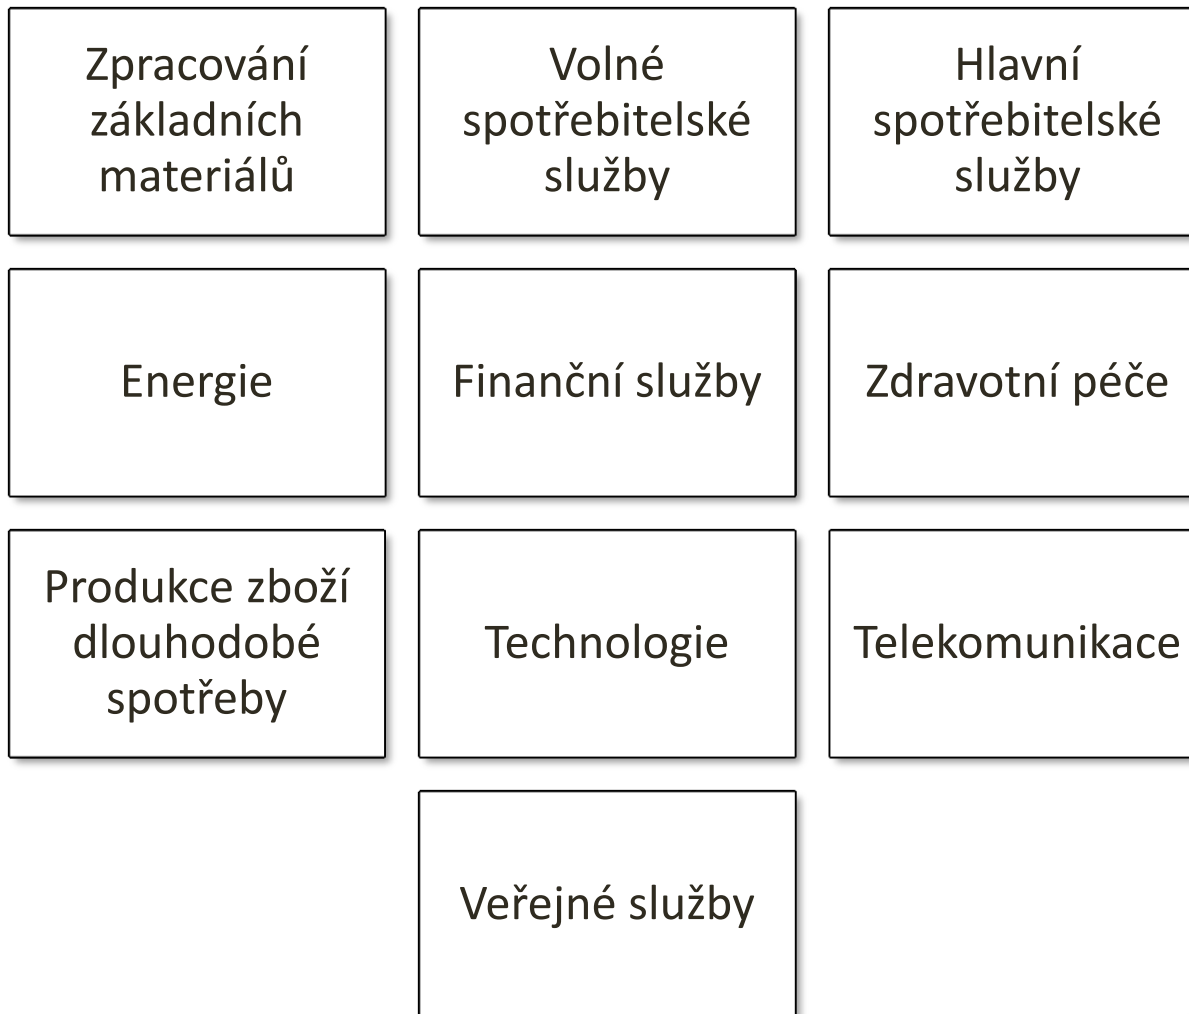 Zpracování
základních
materiálů
Volné
spotřebitelské
služby
Hlavní
spotřebitelské
služby
Energie
Finanční služby
Zdravotní péče
Produkce zboží
dlouhodobé
spotřeby
Technologie
Telekomunikace
Veřejné služby